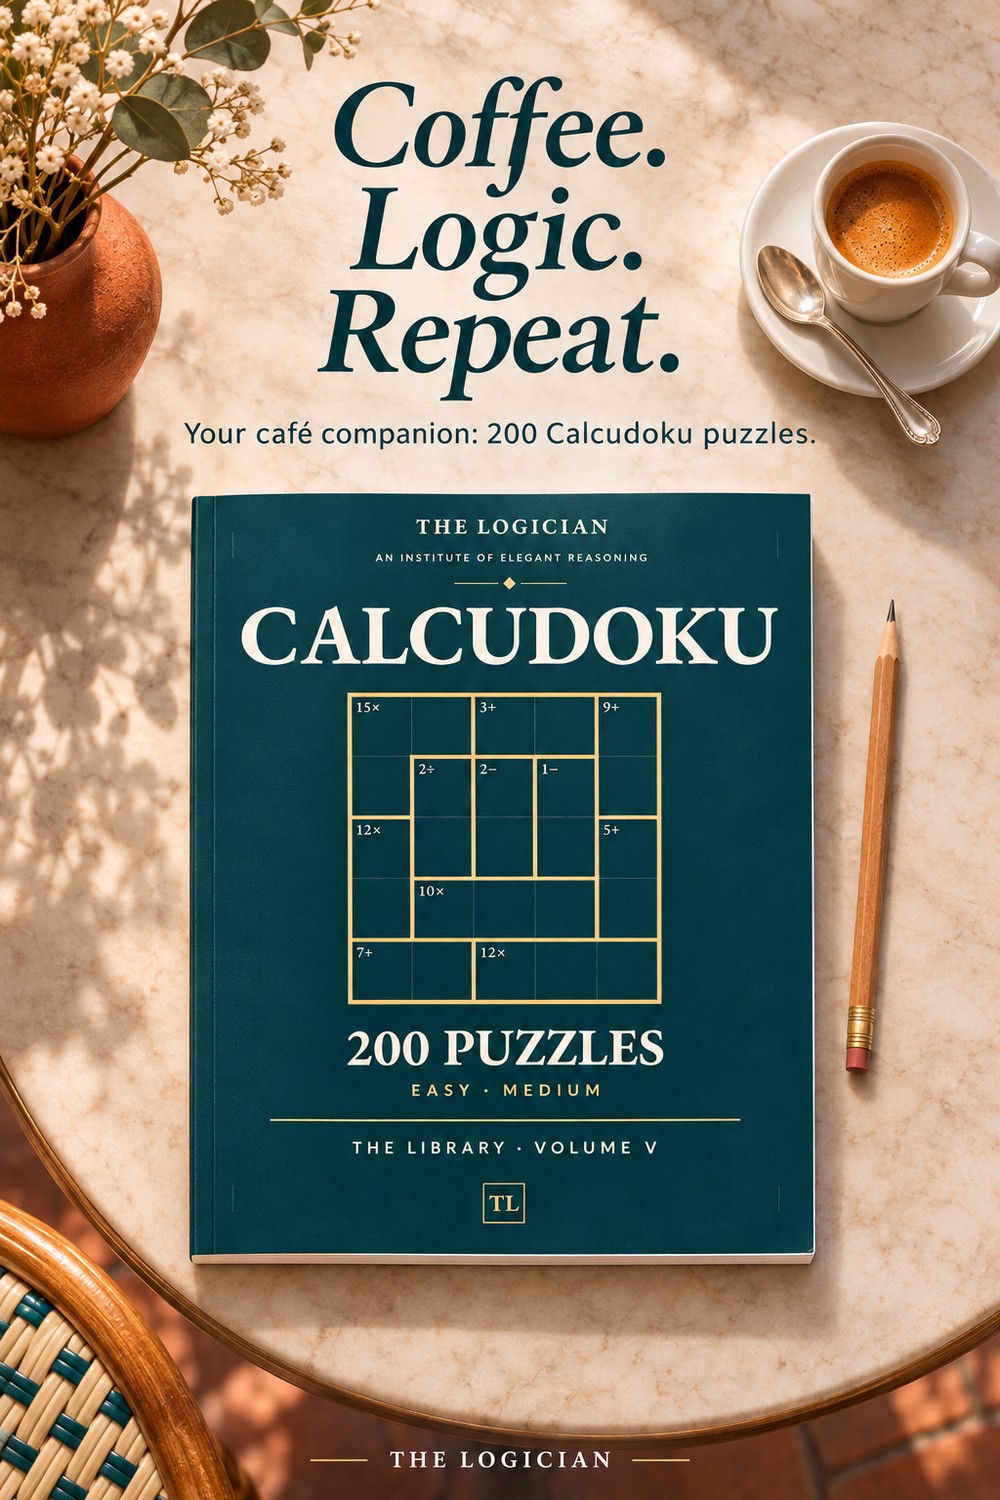 Coffee.
Logic.
Repeat.
Your café companion: 200 Calcudoku puzzles.
THE LOGICIAN
AN INSTITUTE OF ELEGANT REASONING
CALCUDOKU
15× 3+ 9+
2÷ 2− 1−
12× 5+
10×
7+ 12×
200 PUZZLES
EASY · MEDIUM
THE LIBRARY · VOLUME V
TL
THE LOGICIAN